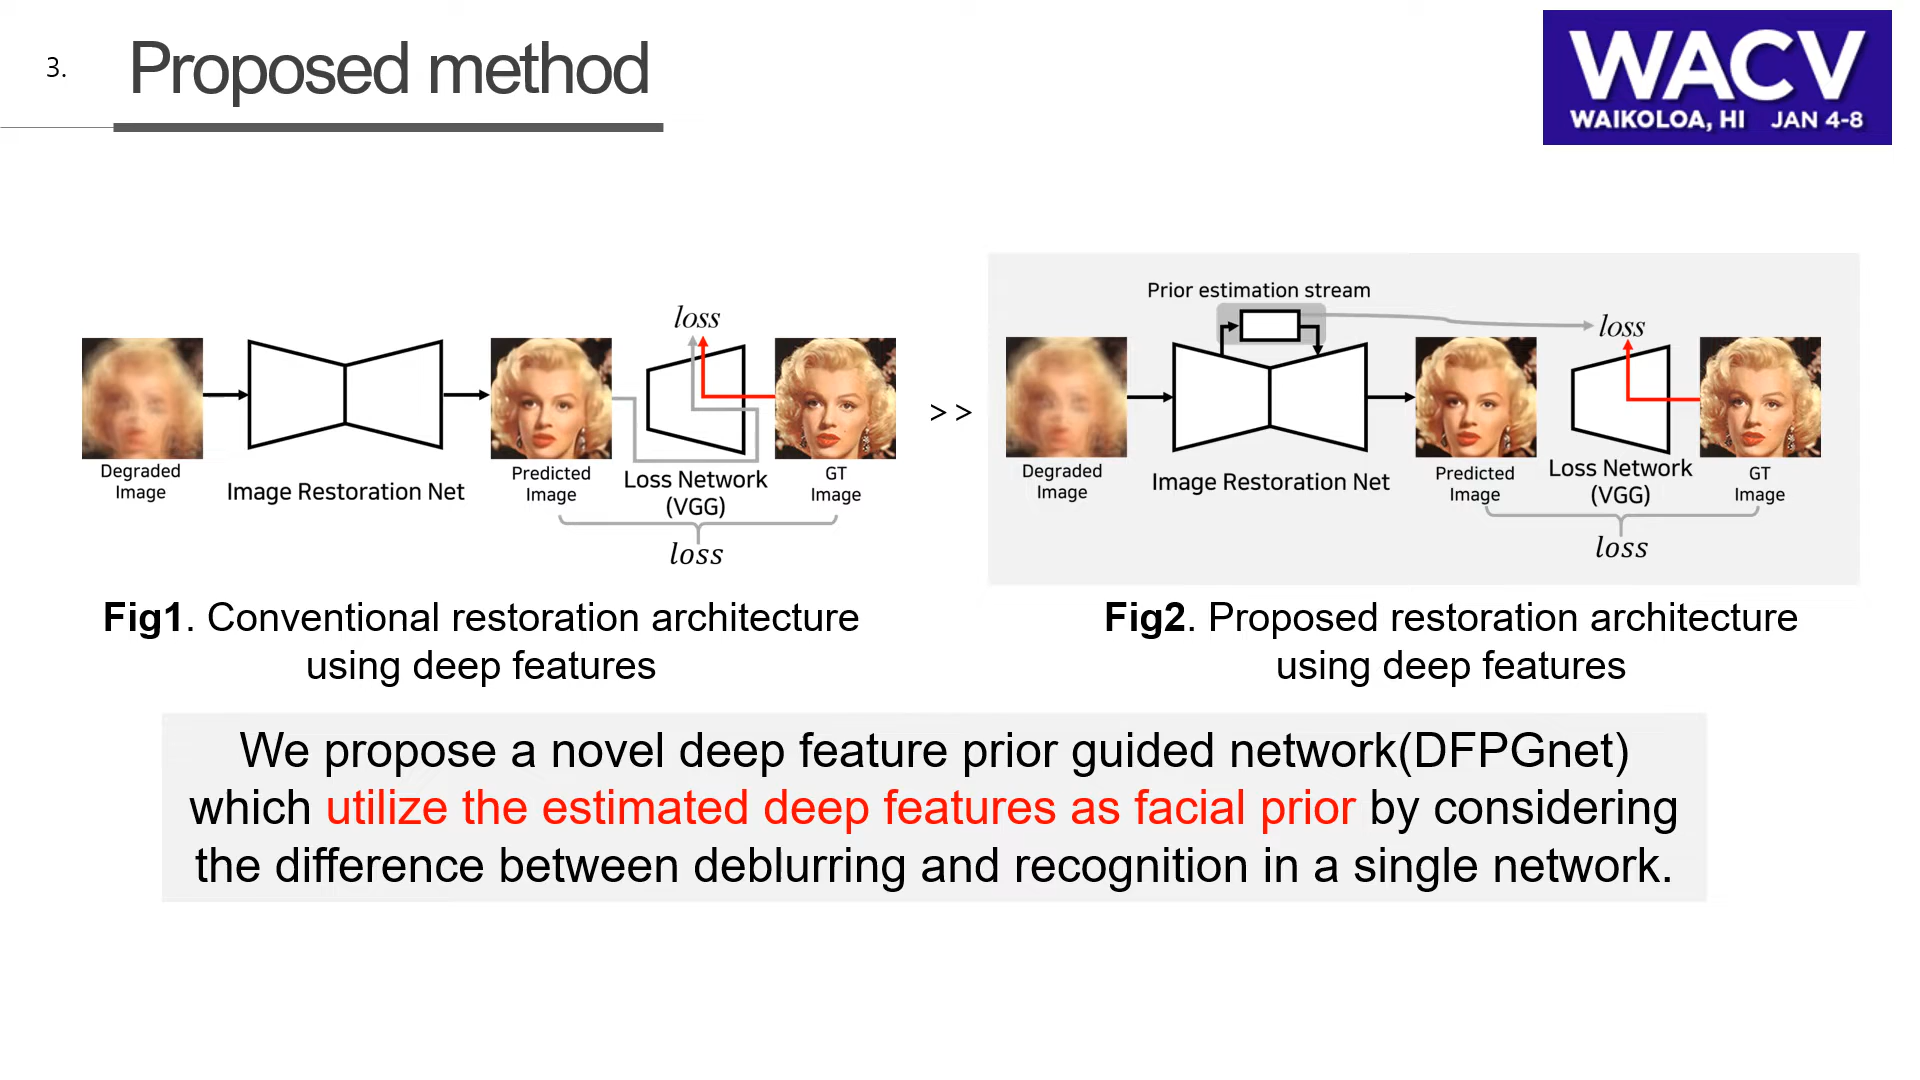 3.
Proposed method
WACV
WAIKOLOA, HI JAN 4-8
loss
Degraded
Image
Image Restoration Net
Predicted
Image
Loss Network
(VGG)
GT
Image
loss
> >
Prior estimation stream
loss
Degraded
Image
Image Restoration Net
Predicted
Image
Loss Network
(VGG)
GT
Image
loss
Fig1. Conventional restoration architecture
using deep features
Fig2. Proposed restoration architecture
using deep features
We propose a novel deep feature prior guided network(DFPGnet)
which utilize the estimated deep features as facial prior by considering
the difference between deblurring and recognition in a single network.